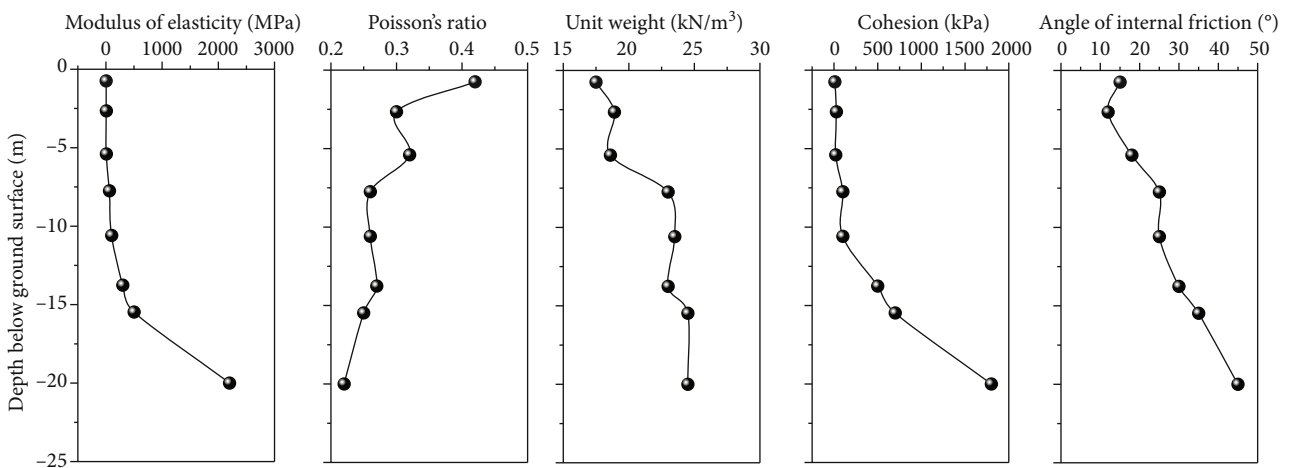 Modulus of elasticity (MPa)
0 1000 2000 3000
Poisson’s ratio
0.2 0.3 0.4 0.5
Unit weight (kN/m³)
15 20 25 30
Cohesion (kPa)
0 500 1000 1500 2000
Angle of internal friction (°)
0 10 20 30 40 50
Depth below ground surface (m)
0
−5
−10
−15
−20
−25